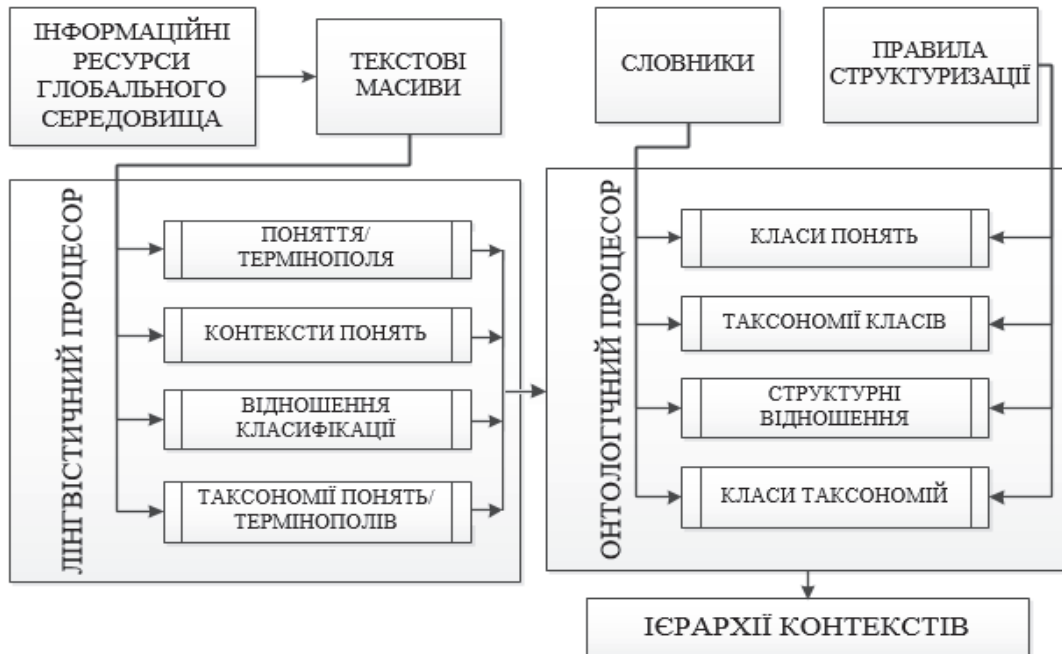 ІНФОРМАЦІЙНІ
РЕСУРСИ
ГЛОБАЛЬНОГО
СЕРЕДОВИЩА
ТЕКСТОВІ
МАСИВИ
СЛОВНИКИ
ПРАВИЛА
СТРУКТУРИЗАЦІЇ
ЛІНГВІСТИЧНИЙ ПРОЦЕСОР
ПОНЯТТЯ/
ТЕРМІНОПОЛЯ
КОНТЕКСТИ ПОНЯТЬ
ВІДНОШЕННЯ
КЛАСИФІКАЦІЇ
ТАКСОНОМІЇ ПОНЯТЬ/
ТЕРМІНОПОЛІВ
ОНТОЛОГІЧНИЙ ПРОЦЕСОР
КЛАСИ ПОНЯТЬ
ТАКСОНОМІЇ КЛАСІВ
СТРУКТУРНІ
ВІДНОШЕННЯ
КЛАСИ ТАКСОНОМІЙ
ІЄРАРХІЇ КОНТЕКСТІВ